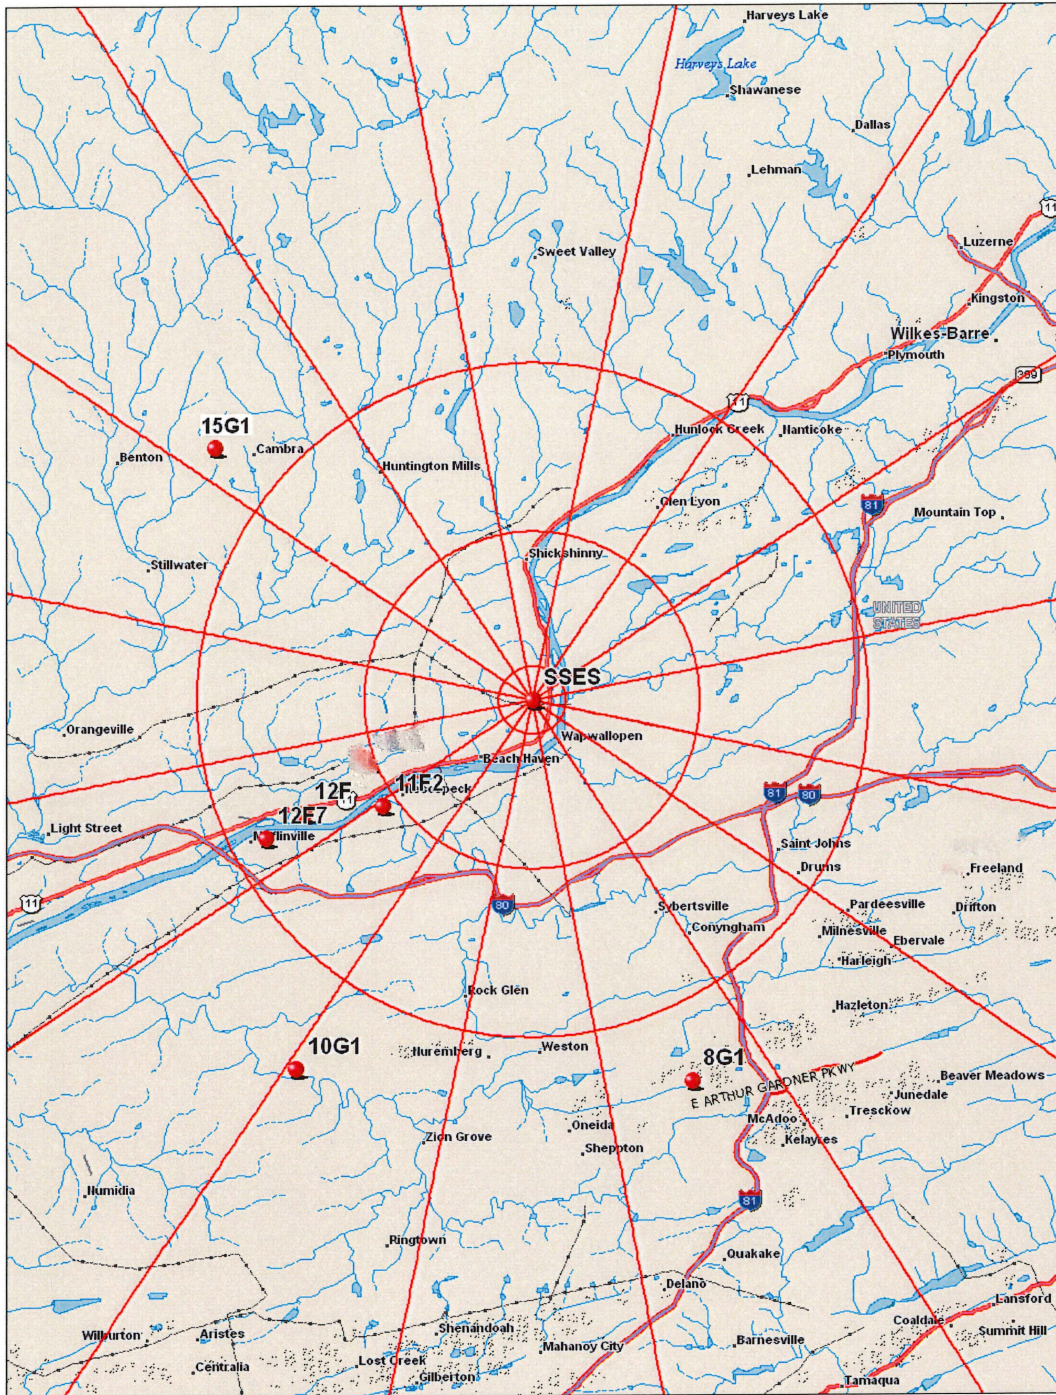 Harveys Lake
Harveys Lake
Shawanese
Dallas
Lehman
11
Luzerne
Sweet Valley
Kingston
Wilkes-Barre
Plymouth
309
11
15G1
Hunlock Creek
Nanticoke
Benton
Cambra
Huntington Mills
Glen Lyon
81
Mountain Top
Shickshinny
Stillwater
UNITED
STATES
SSES
Orangeville
Wapwallopen
Beach Haven
11F2
12F
11
81
80
12F7
Light Street
Mifflinville
Saint Johns
Drums
Freeland
11
80
Sybertsville
Pardeesville
Drifton
Conyngham
Milnesville
Ebervale
Harleigh
Rock Glen
Hazleton
10G1
Nuremberg
Weston
8G1
Beaver Meadows
E ARTHUR GARDNER PKWY
Junedale
Tresckow
McAdoo
Oneida
Kelayres
Zion Grove
Sheppton
Numidia
81
Ringtown
Quakake
Delano
Lansford
Coaldale
Summit Hill
Wilburton
Aristes
Shenandoah
Mahanoy City
Barnesville
Centralia
Lost Creek
Gilberton
Tamaqua